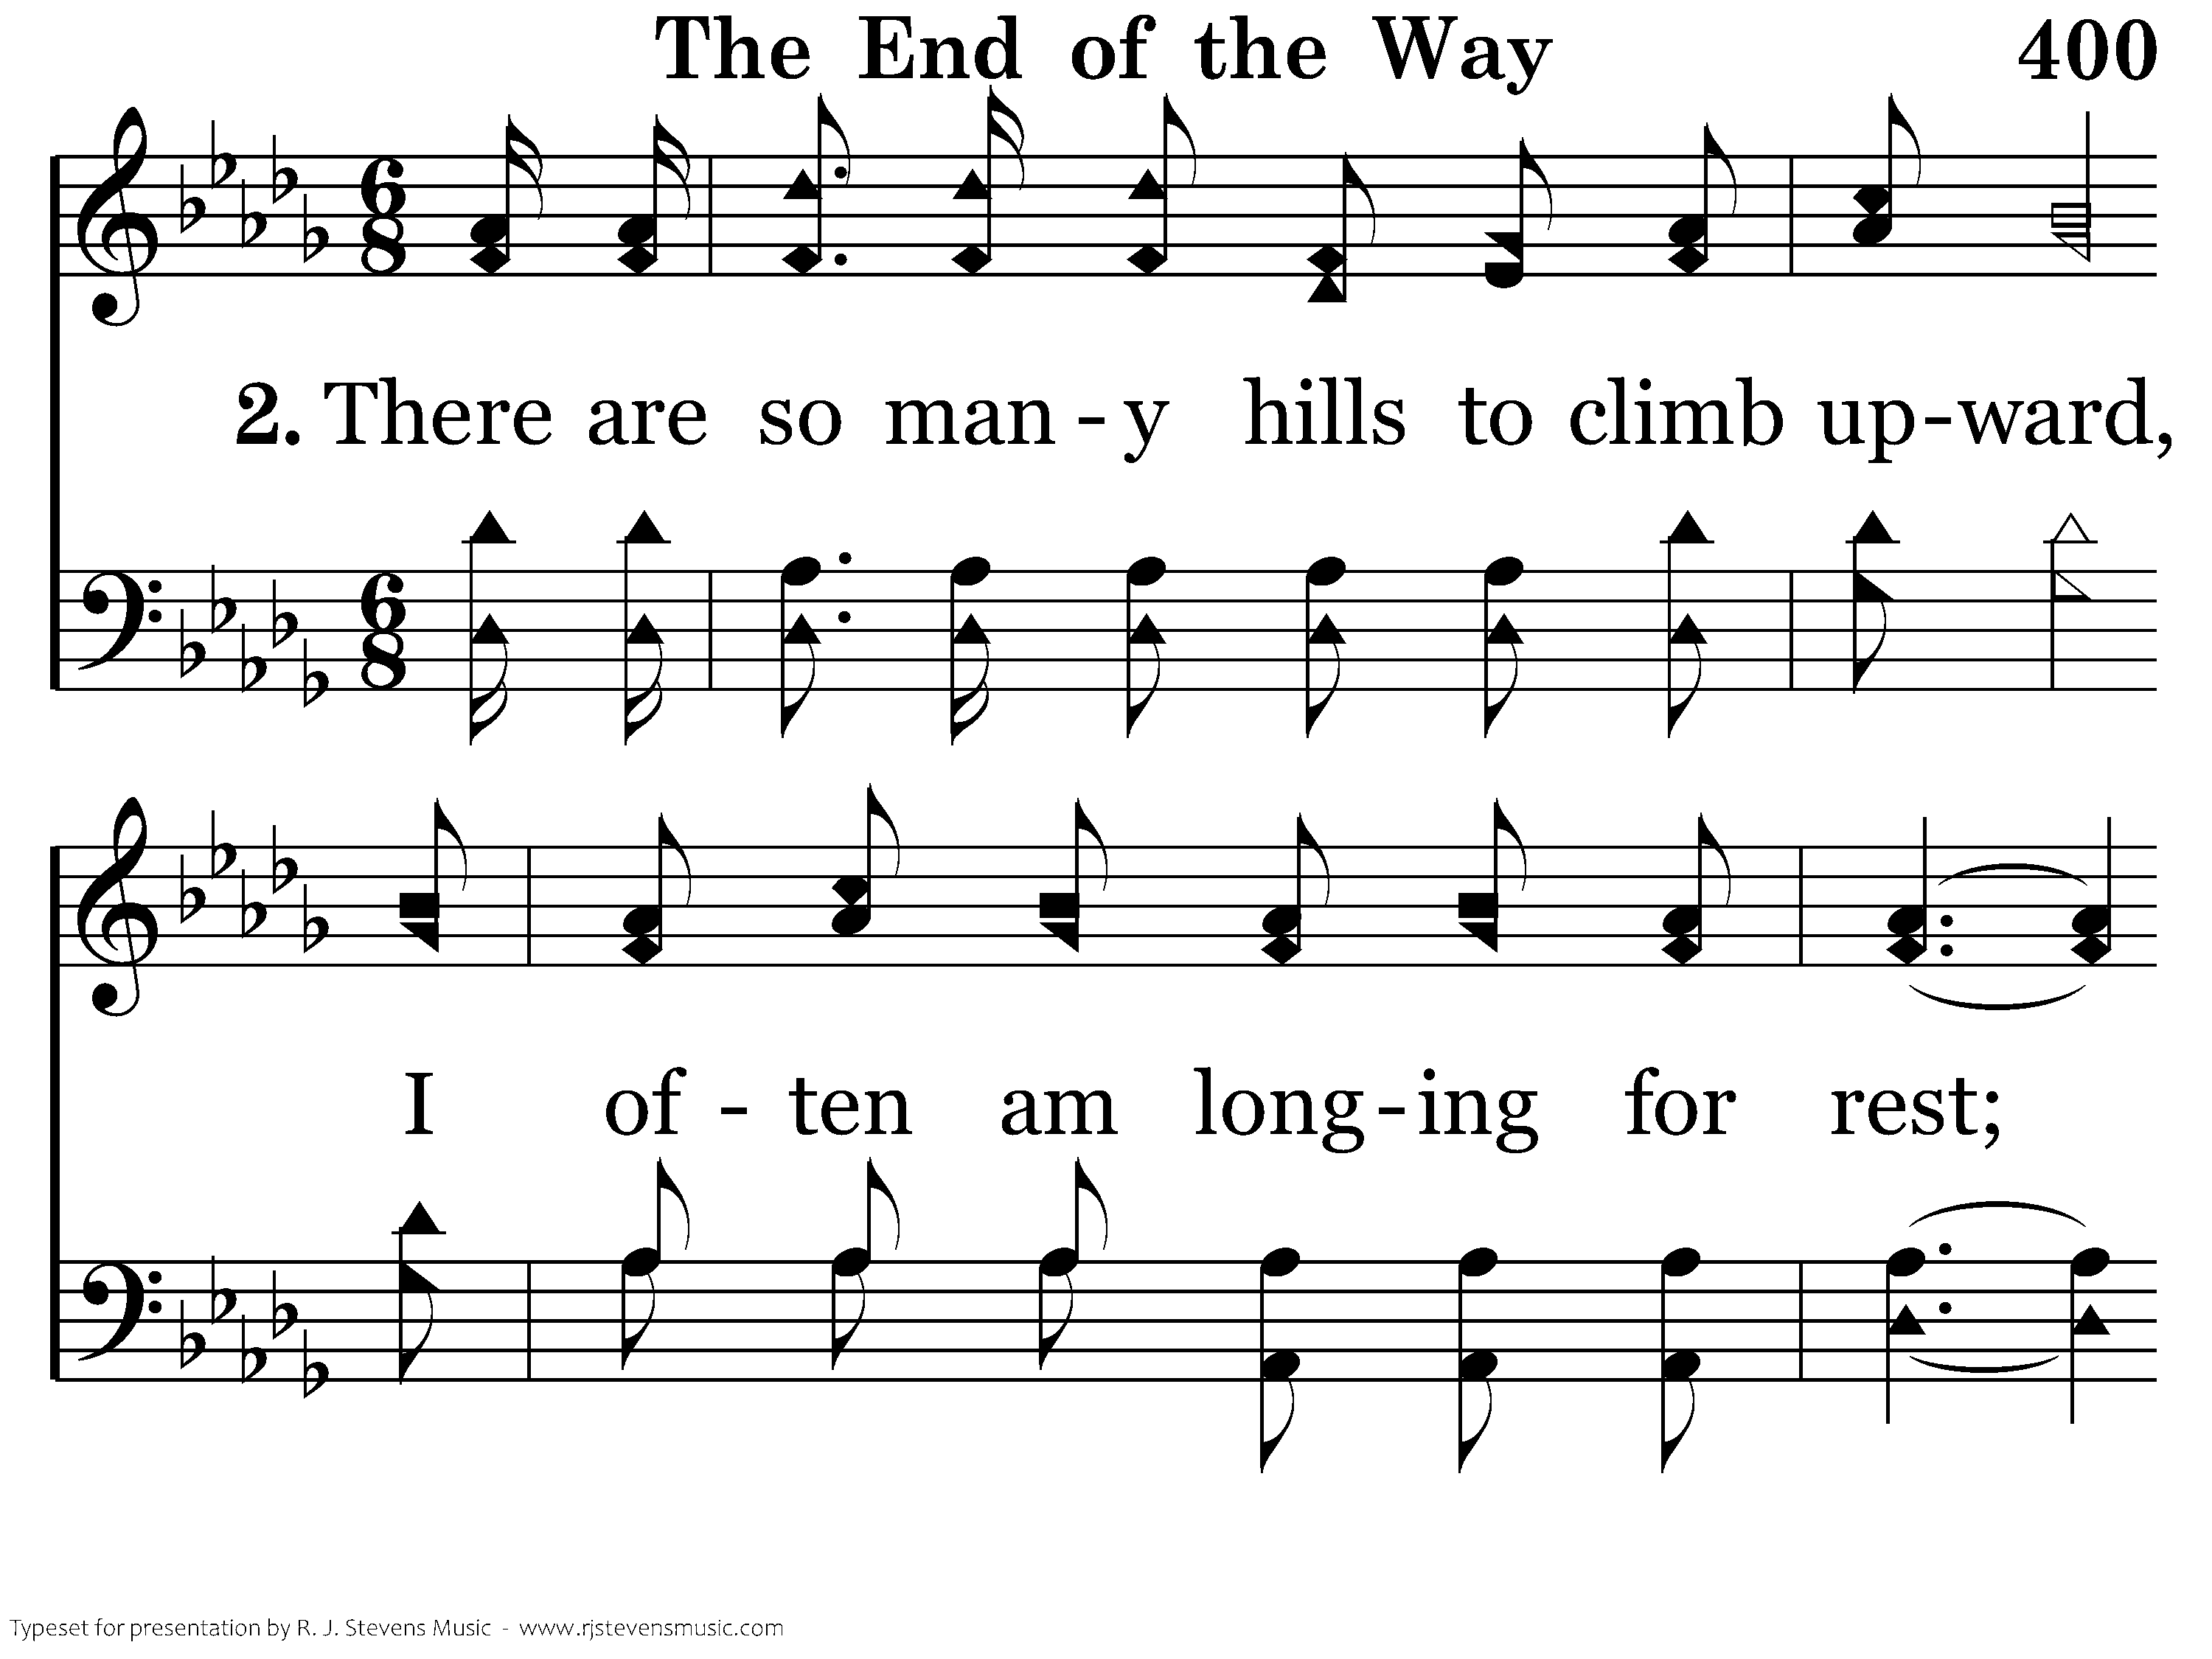 The End of the Way 400
2. There are so man - y hills to climb up-ward,
I of - ten am long-ing for rest;
Typeset for presentation by R. J. Stevens Music - www.rjstevensmusic.com